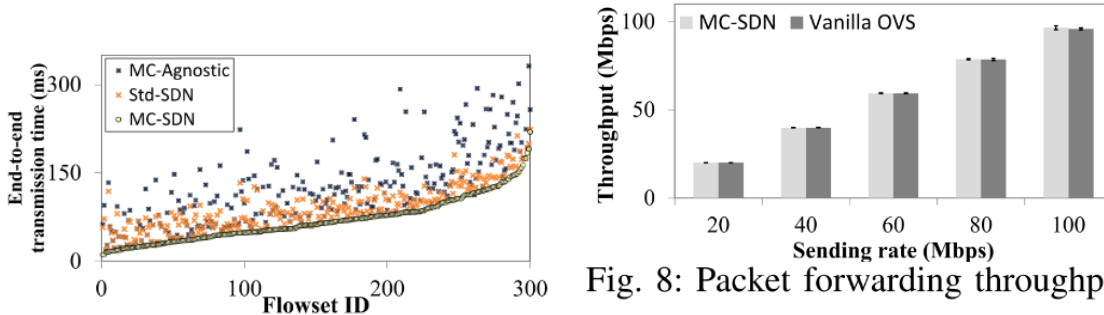 End-to-end
transmission time (ms)
300
150
0
MC-Agnostic
Std-SDN
MC-SDN
0
100
200
300
Flowset ID
Throughput (Mbps)
100
50
0
MC-SDN
Vanilla OVS
20
40
60
80
100
Sending rate (Mbps)
Fig. 8: Packet forwarding throughp